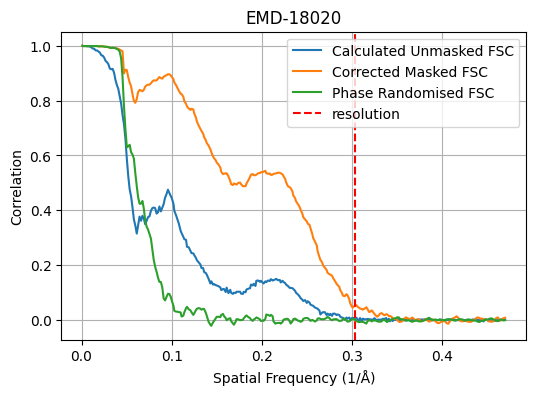 EMD-18020
Calculated Unmasked FSC
Corrected Masked FSC
Phase Randomised FSC
resolution
Correlation
1.0
0.8
0.6
0.4
0.2
0.0
0.0 0.1 0.2 0.3 0.4
Spatial Frequency (1/Å)